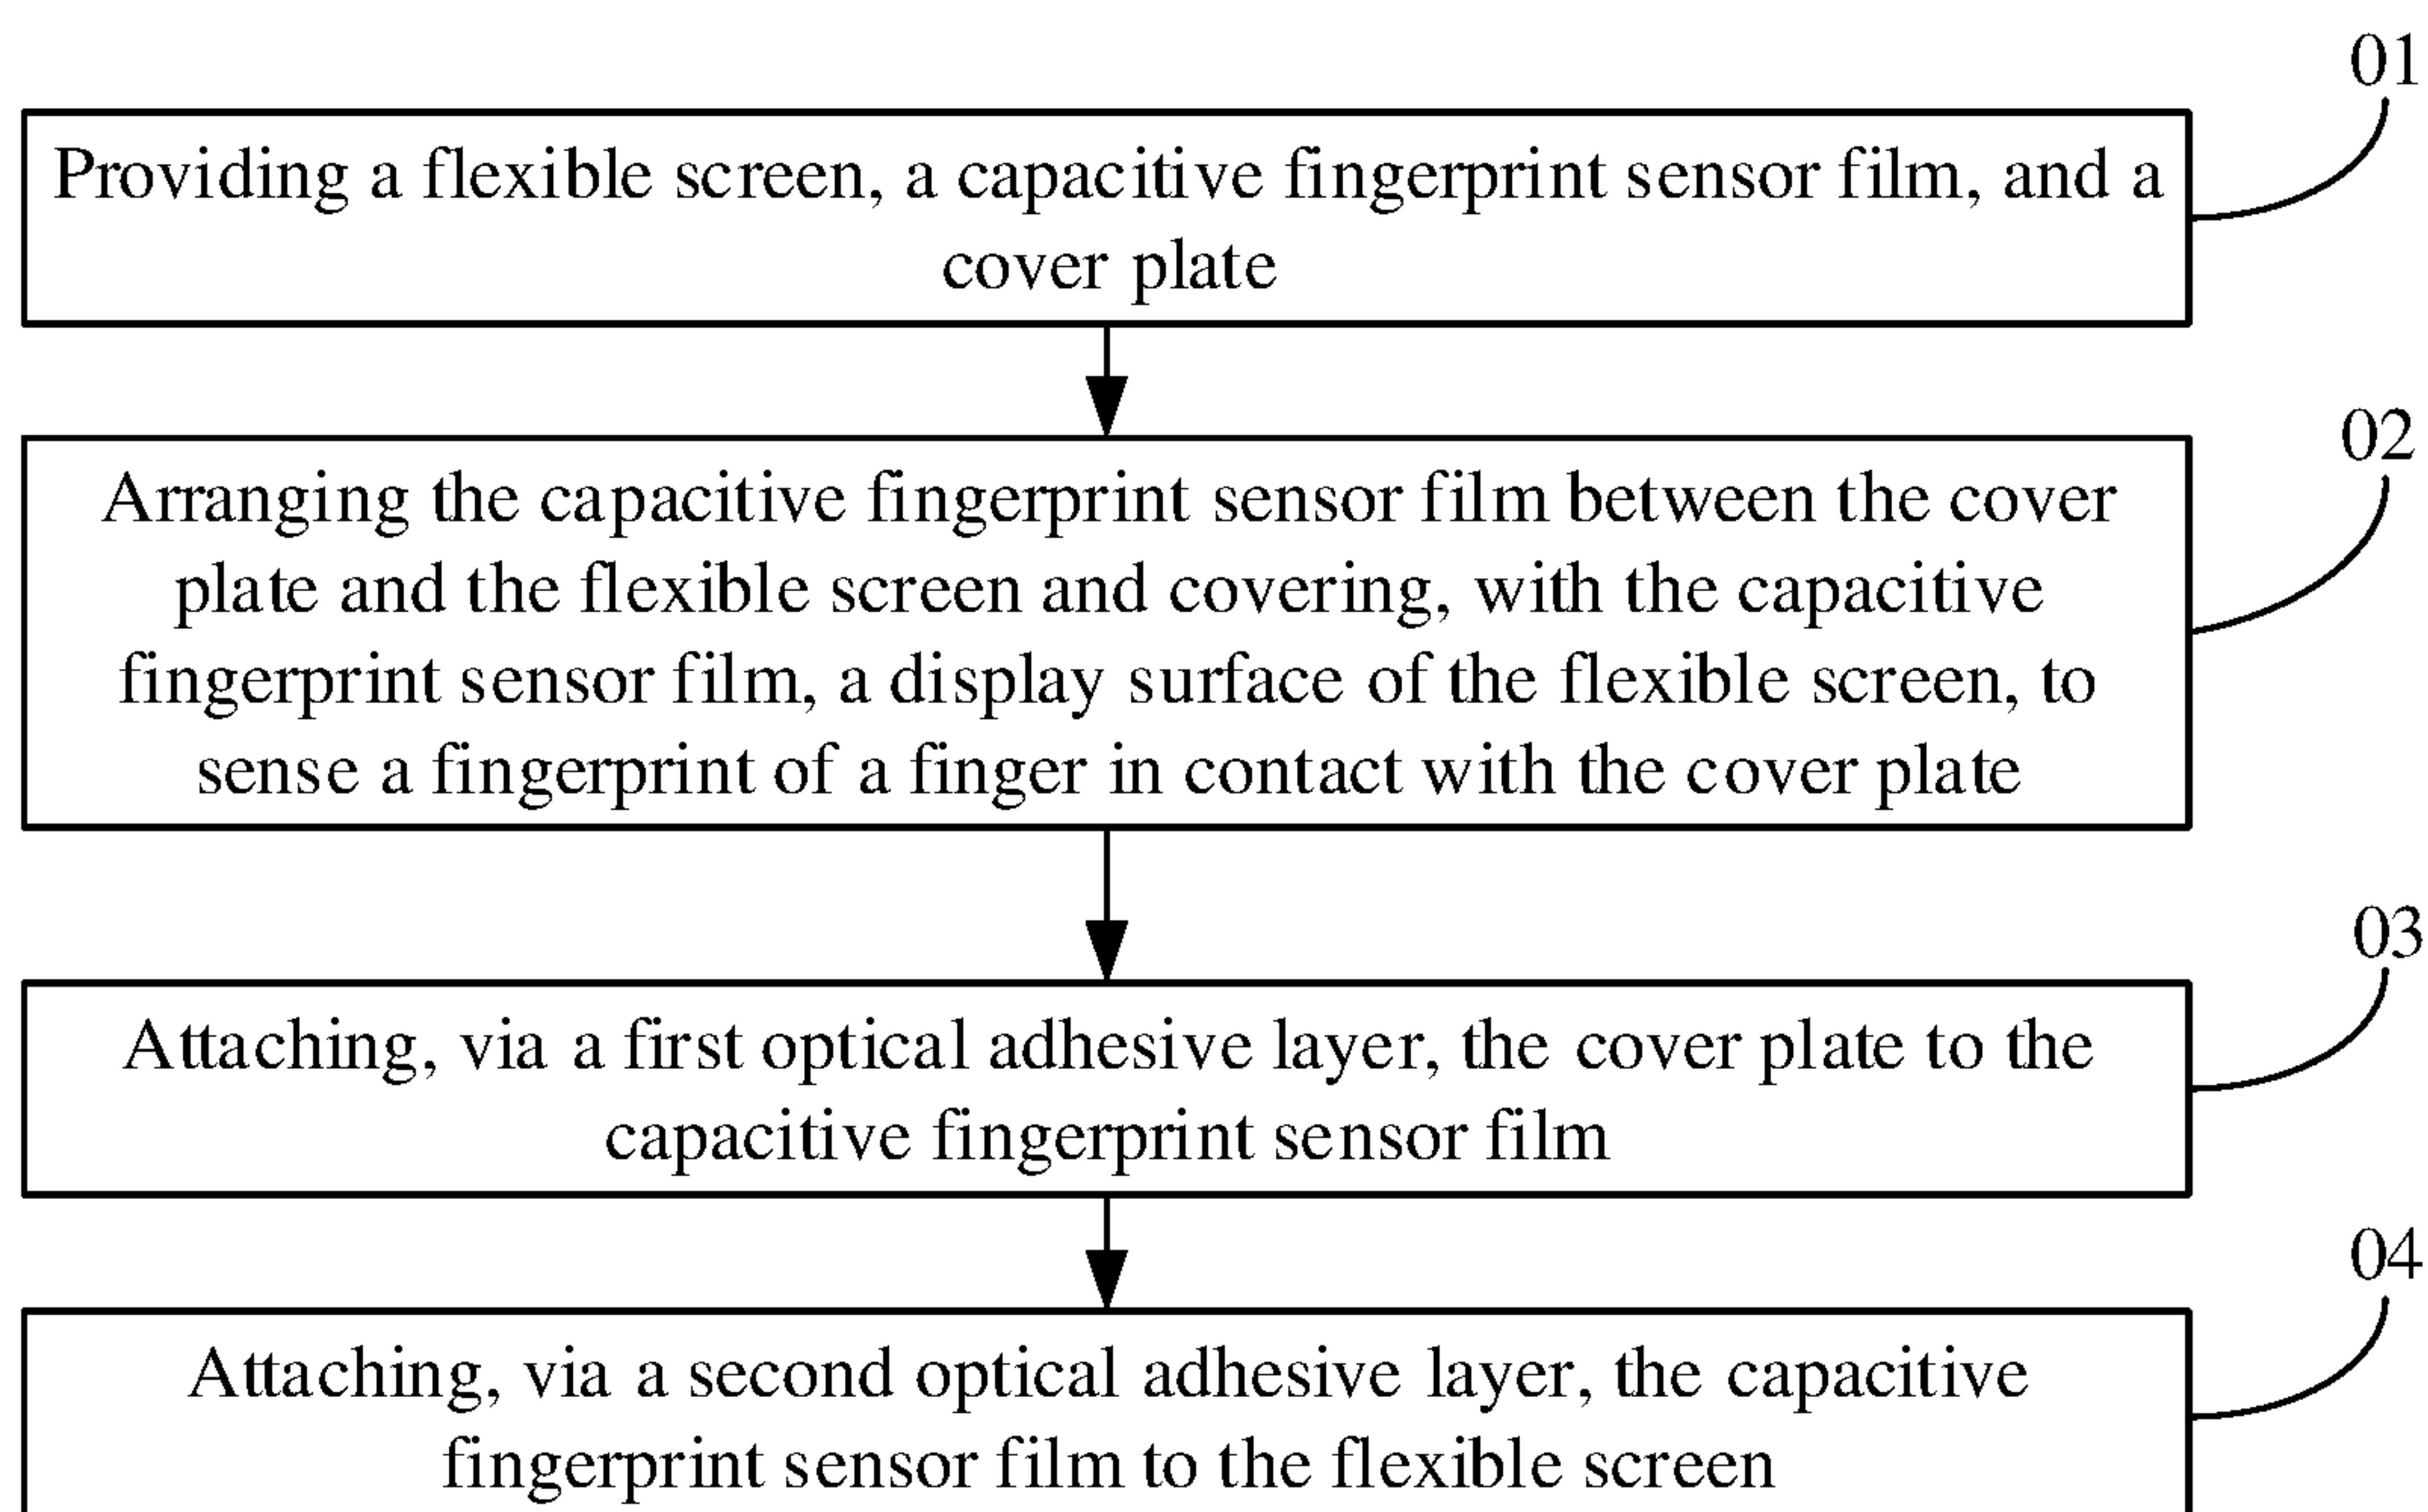 01
Providing a flexible screen, a capacitive fingerprint sensor film, and a
cover plate
02
Arranging the capacitive fingerprint sensor film between the cover
plate and the flexible screen and covering, with the capacitive
fingerprint sensor film, a display surface of the flexible screen, to
sense a fingerprint of a finger in contact with the cover plate
03
Attaching, via a first optical adhesive layer, the cover plate to the
capacitive fingerprint sensor film
04
Attaching, via a second optical adhesive layer, the capacitive
fingerprint sensor film to the flexible screen